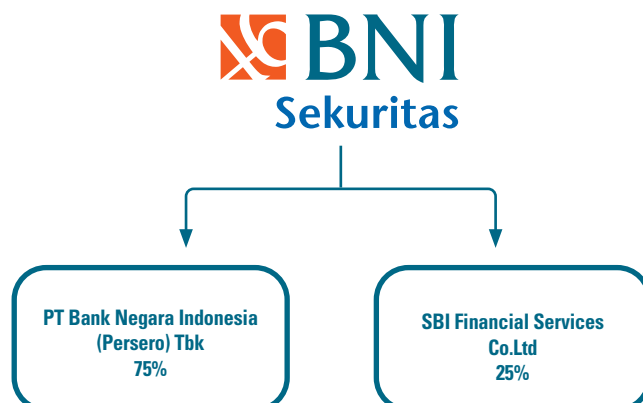 BNI
Sekuritas
PT Bank Negara Indonesia
(Persero) Tbk
75%
SBI Financial Services
Co.Ltd
25%